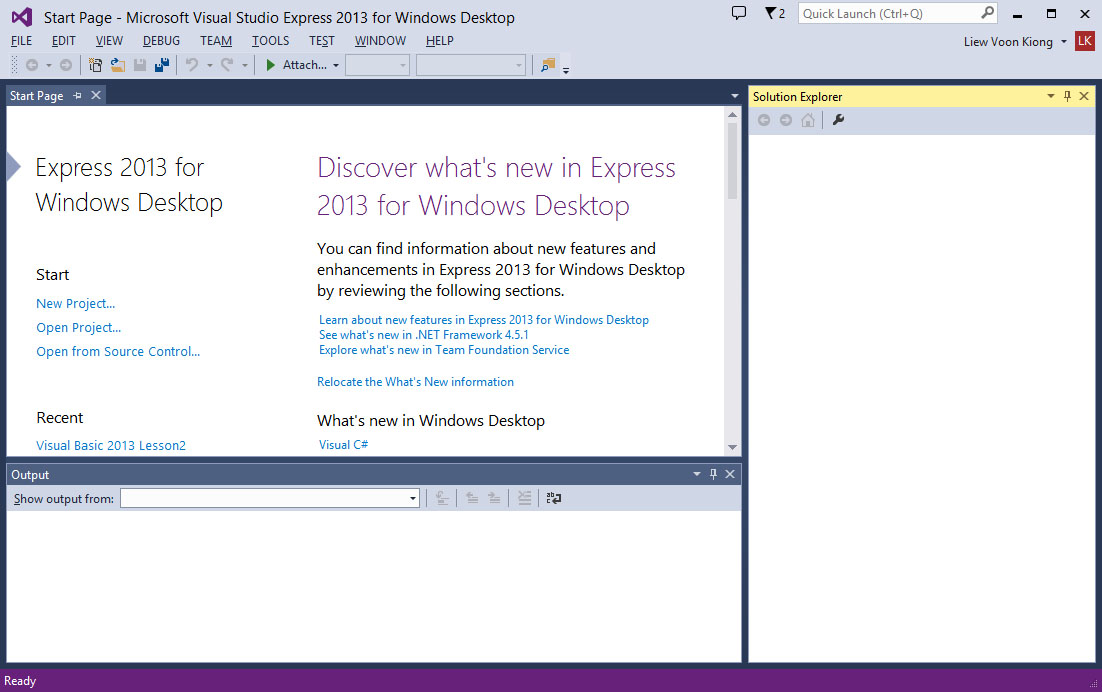 Start Page - Microsoft Visual Studio Express 2013 for Windows Desktop
2
Quick Launch (Ctrl+Q)
FILE EDIT VIEW DEBUG TEAM TOOLS TEST WINDOW HELP
Liew Voon Kiong
LK
Attach...
Start Page
Express 2013 for
Windows Desktop
Start
New Project...
Open Project...
Open from Source Control...
Recent
Visual Basic 2013 Lesson2
Discover what's new in Express
2013 for Windows Desktop
You can find information about new features and
enhancements in Express 2013 for Windows Desktop
by reviewing the following sections.
Learn about new features in Express 2013 for Windows Desktop
See what's new in .NET Framework 4.5.1
Explore what's new in Team Foundation Service
Relocate the What's New information
What's new in Windows Desktop
Visual C#
Solution Explorer
Output
Show output from:
Ready